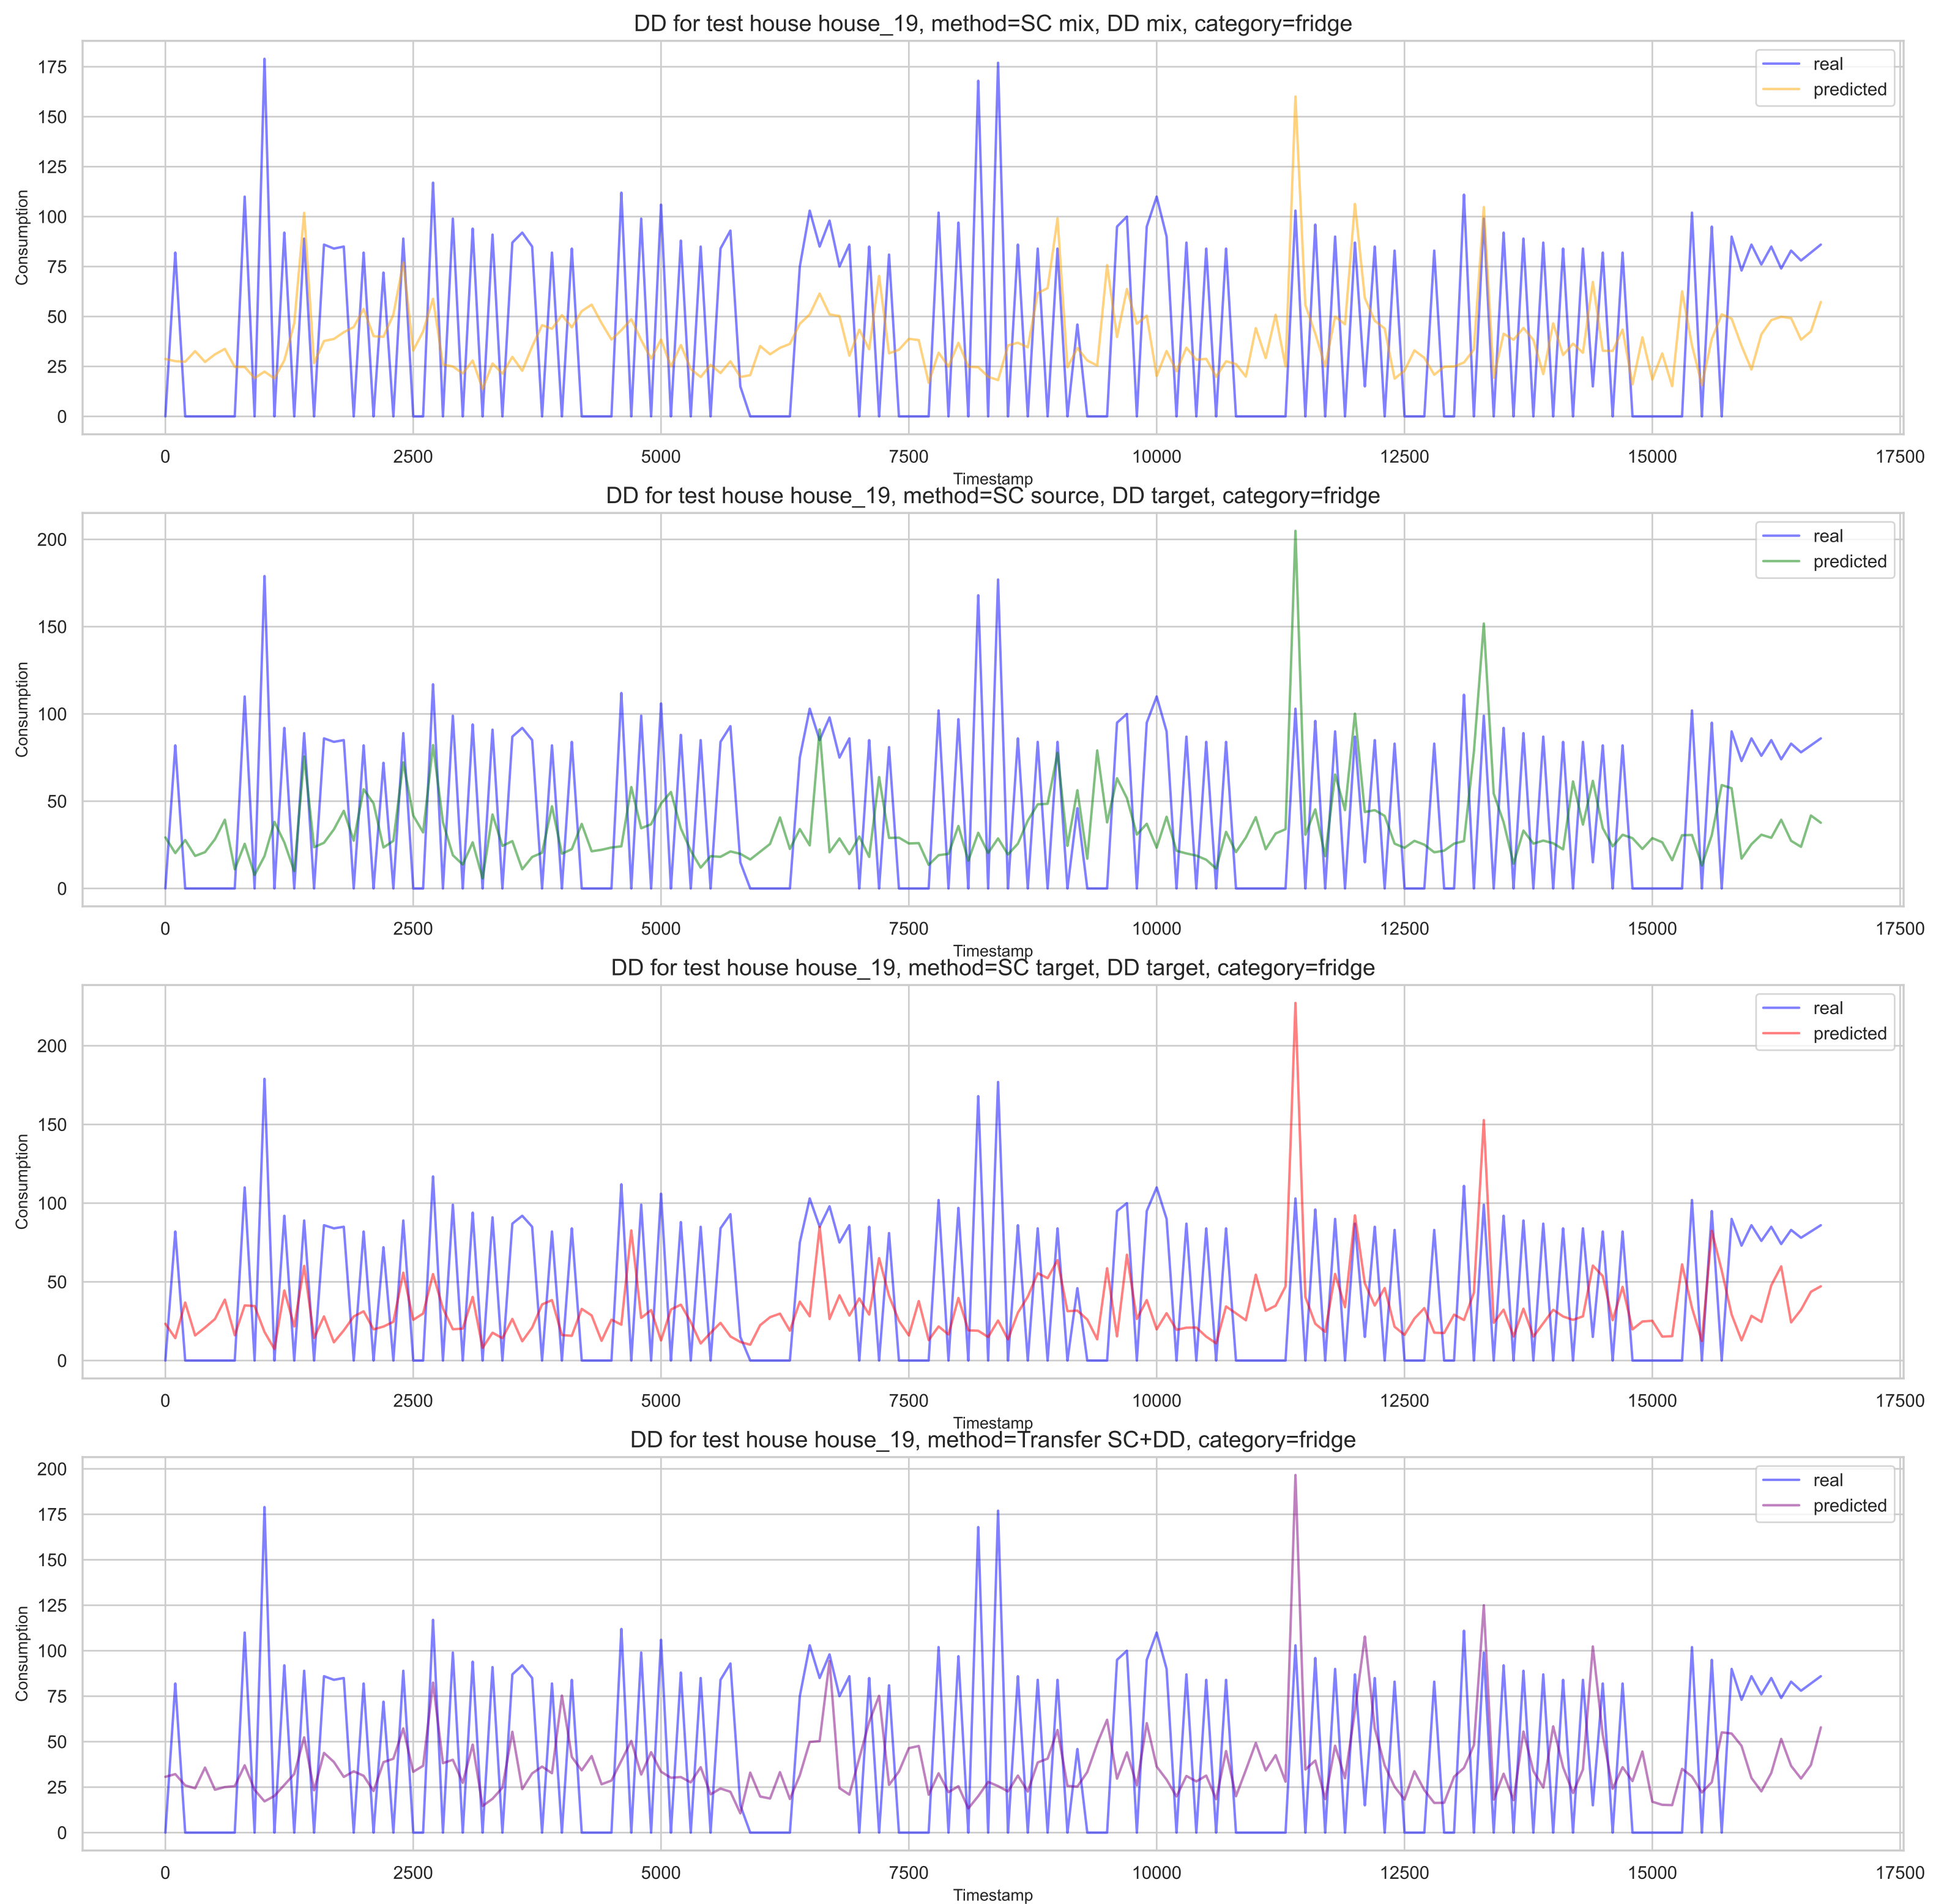 DD for test house house_19, method=SC mix, DD mix, category=fridge
175
150
125
100
75
50
25
0
Consumption
real
predicted
0 2500 5000 7500 10000 12500 15000 17500
Timestamp
DD for test house house_19, method=SC source, DD target, category=fridge
200
150
100
50
0
Consumption
real
predicted
0 2500 5000 7500 10000 12500 15000 17500
Timestamp
DD for test house house_19, method=SC target, DD target, category=fridge
200
150
100
50
0
Consumption
real
predicted
0 2500 5000 7500 10000 12500 15000 17500
Timestamp
DD for test house house_19, method=Transfer SC+DD, category=fridge
200
175
150
125
100
75
50
25
0
Consumption
real
predicted
0 2500 5000 7500 10000 12500 15000 17500
Timestamp